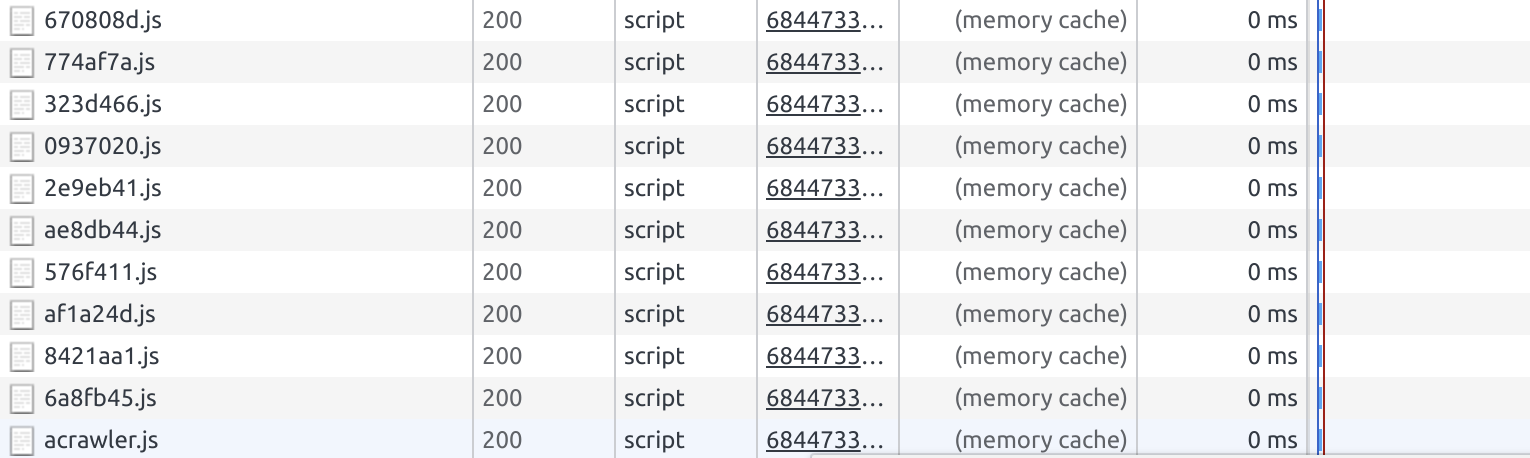 670808d.js 200 script 6844733... (memory cache) 0 ms
774af7a.js 200 script 6844733... (memory cache) 0 ms
323d466.js 200 script 6844733... (memory cache) 0 ms
0937020.js 200 script 6844733... (memory cache) 0 ms
2e9eb41.js 200 script 6844733... (memory cache) 0 ms
ae8db44.js 200 script 6844733... (memory cache) 0 ms
576f411.js 200 script 6844733... (memory cache) 0 ms
af1a24d.js 200 script 6844733... (memory cache) 0 ms
8421aa1.js 200 script 6844733... (memory cache) 0 ms
6a8fb45.js 200 script 6844733... (memory cache) 0 ms
acrawler.js 200 script 6844733... (memory cache) 0 ms